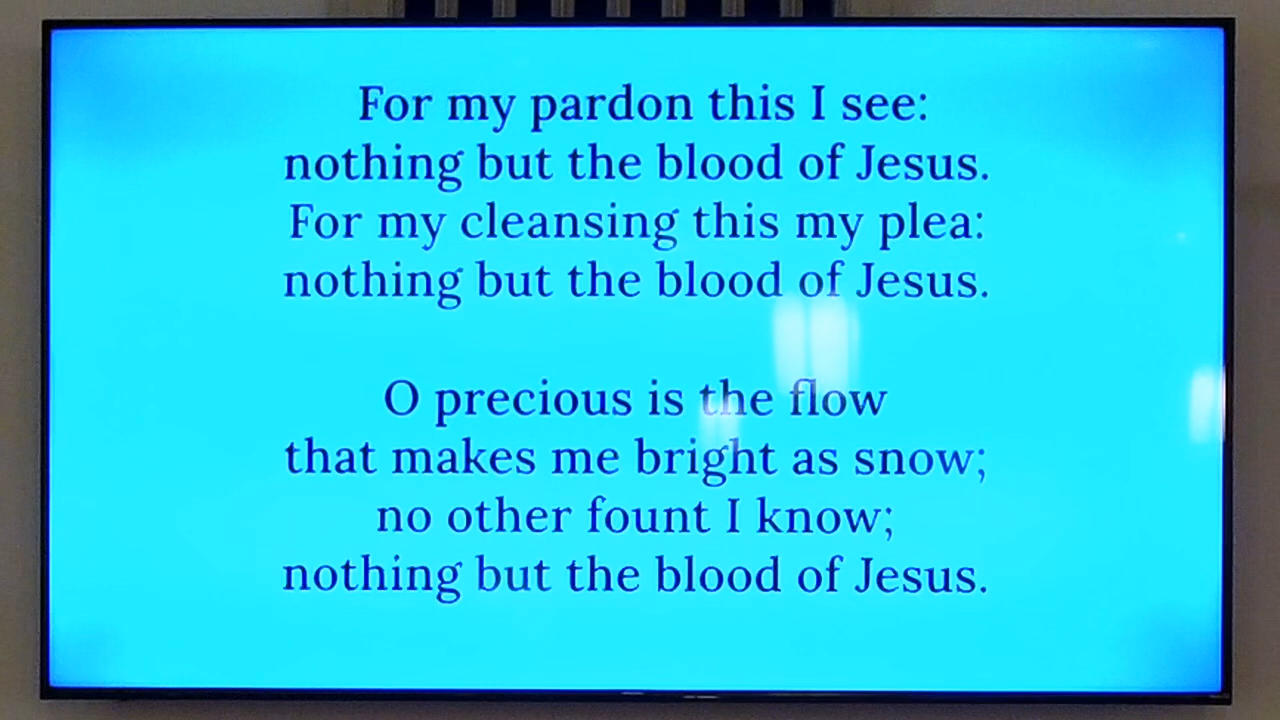 For my pardon this I see:
nothing but the blood of Jesus.
For my cleansing this my plea:
nothing but the blood of Jesus.
O precious is the flow
that makes me bright as snow;
no other fount I know;
nothing but the blood of Jesus.